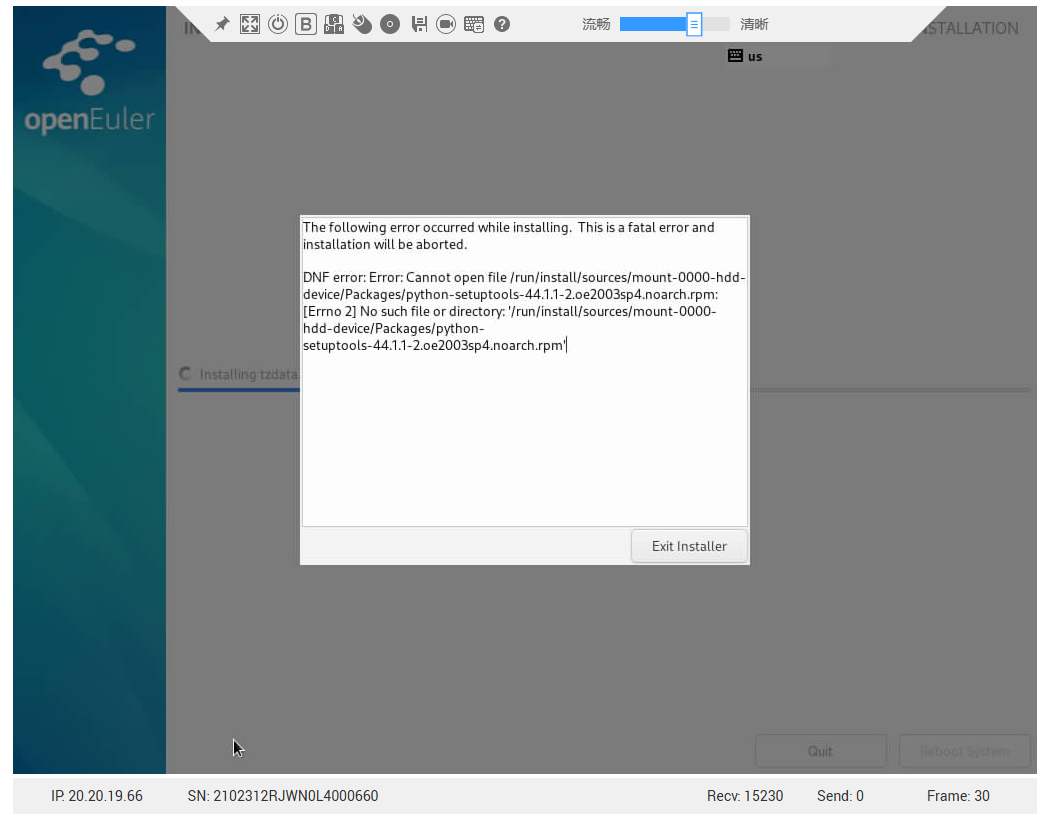 IN
流畅
清晰
STALLATION
us
openEuler
The following error occurred while installing.  This is a fatal error and
installation will be aborted.
DNF error: Error: Cannot open file /run/install/sources/mount-0000-hdd-
device/Packages/python-setuptools-44.1.1-2.oe2003sp4.noarch.rpm:
[Errno 2] No such file or directory: '/run/install/sources/mount-0000-
hdd-device/Packages/python-
setuptools-44.1.1-2.oe2003sp4.noarch.rpm'
Installing tzdata.
Exit Installer
Quit
Reboot System
IP: 20.20.19.66
SN: 2102312RJWN0L4000660
Recv: 15230
Send: 0
Frame: 30